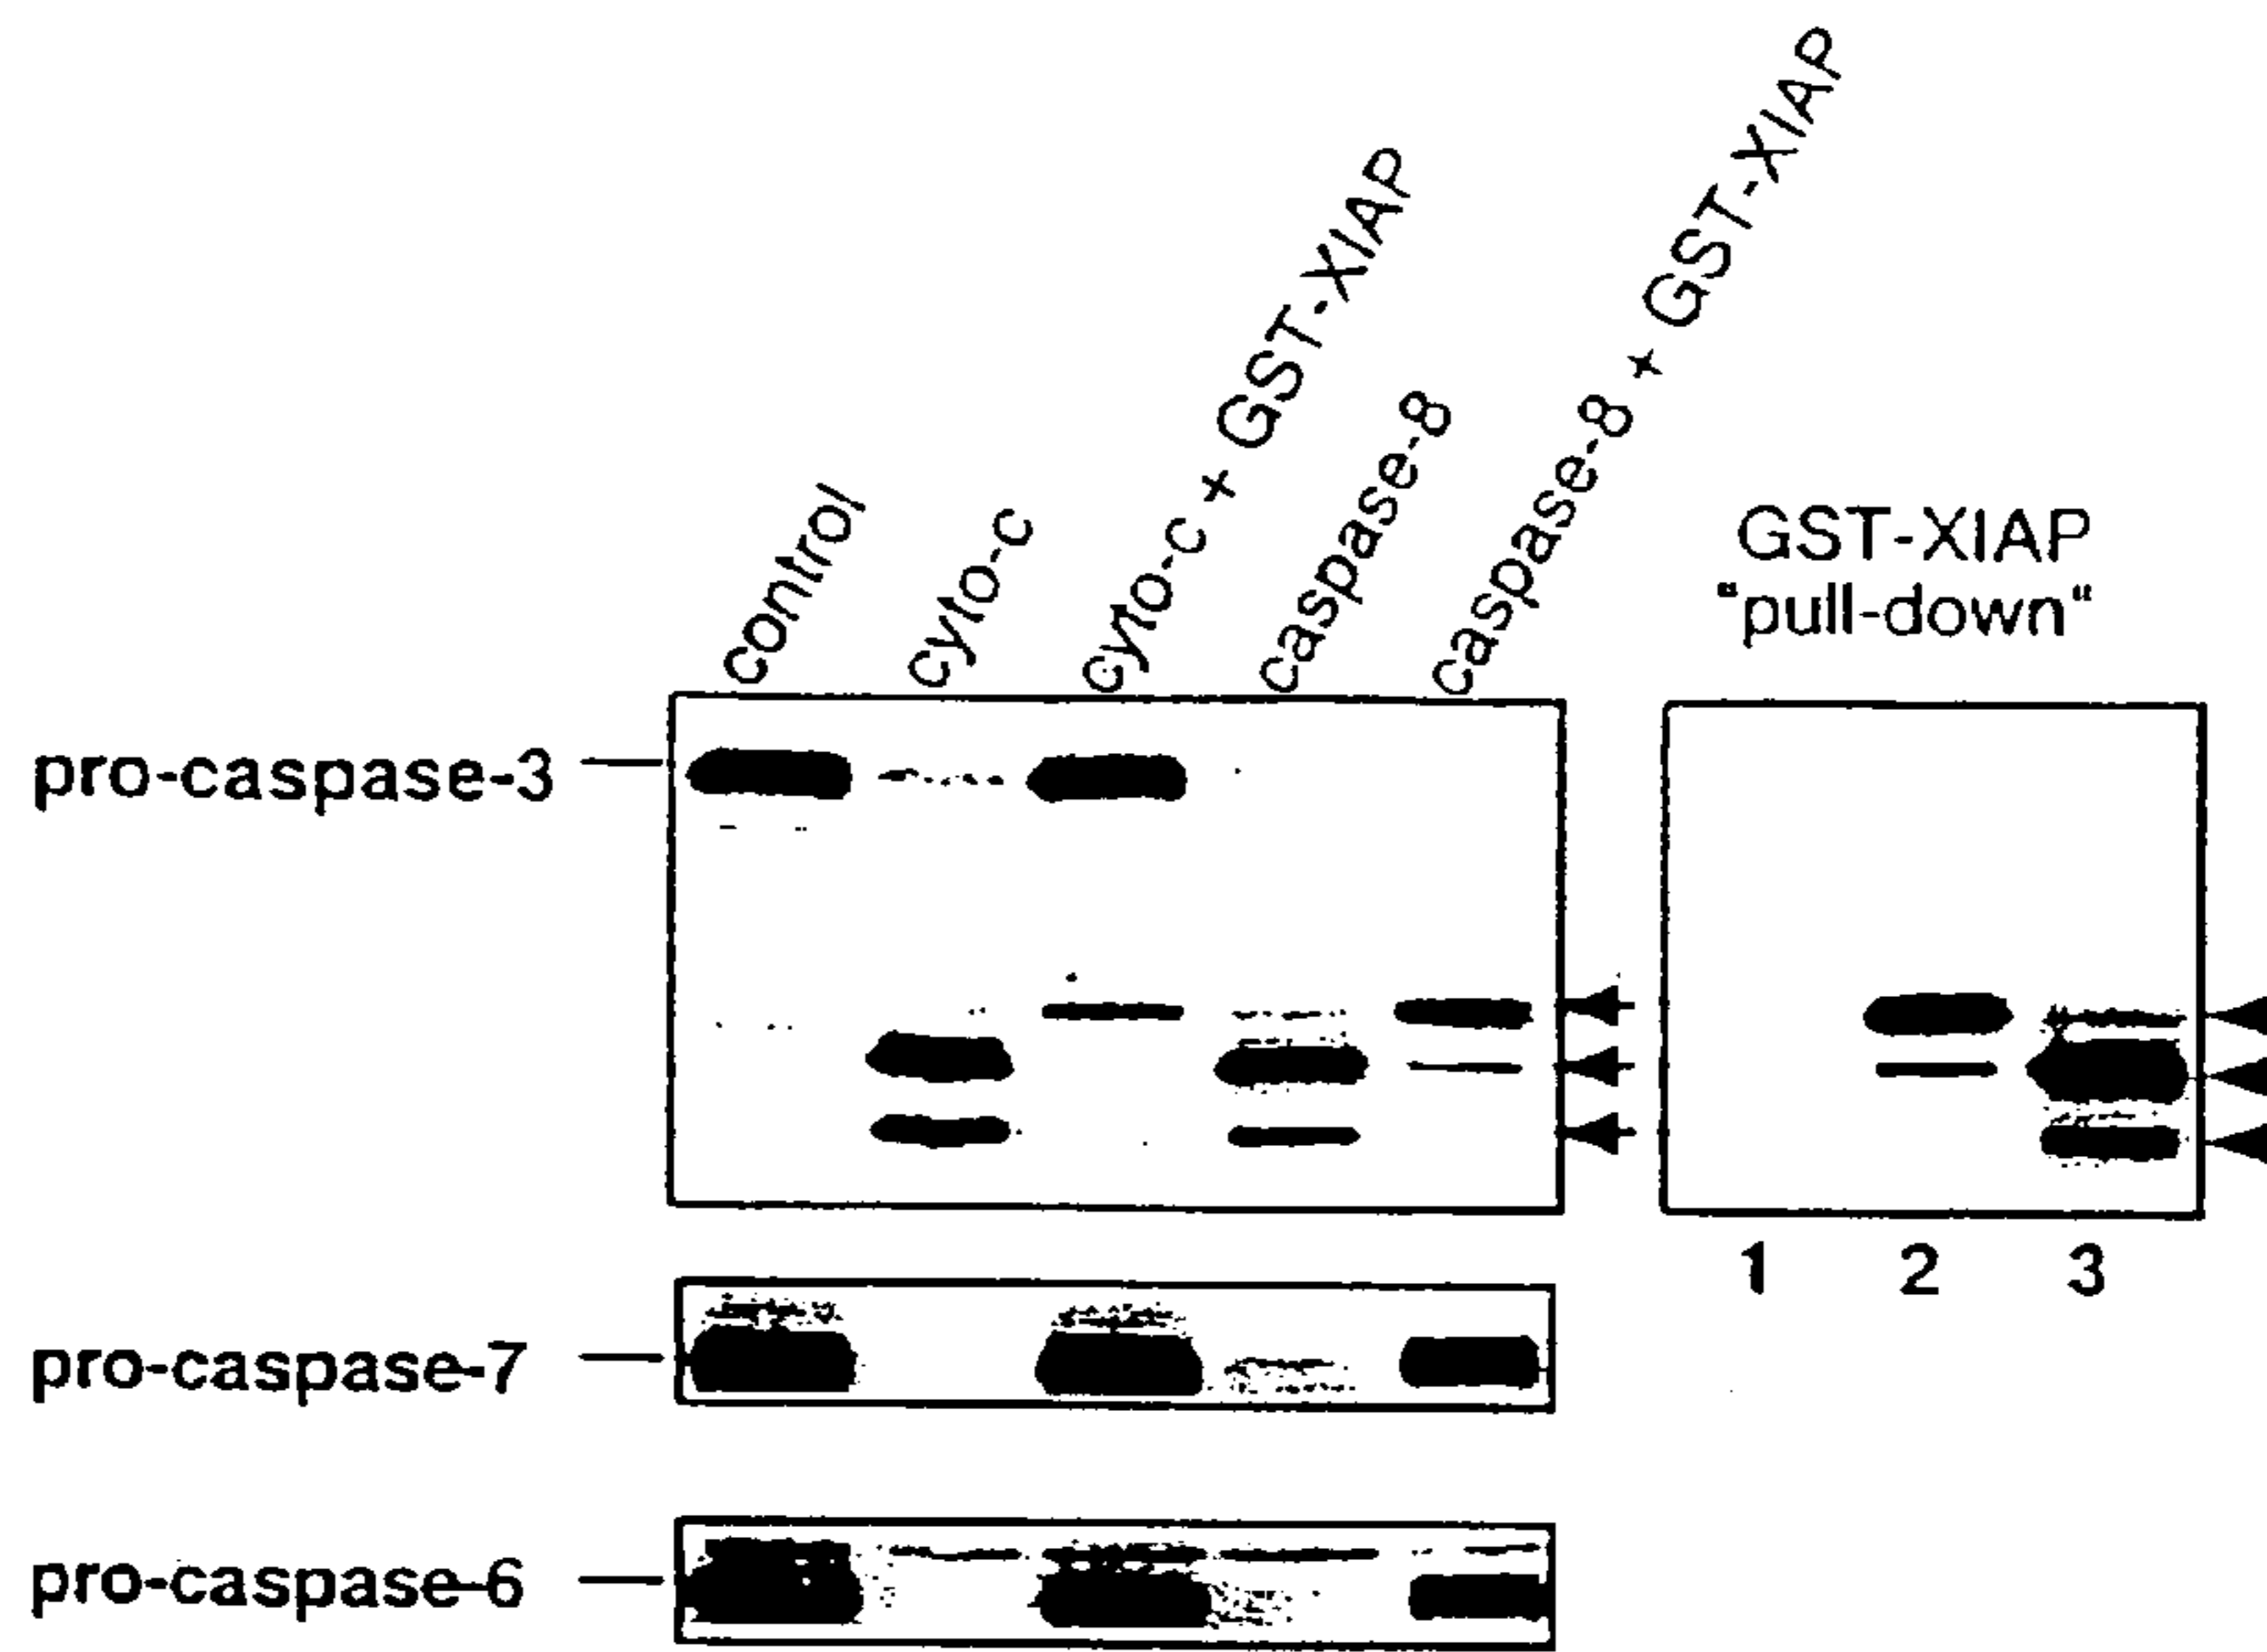 control
cyto-c
cyto-c + GST-XIAP
Caspase-8
Caspase-8 + GST-XIAP
GST-XIAP
"pull-down"
pro-caspase-3
1 2 3
pro-caspase-7
pro-caspase-6